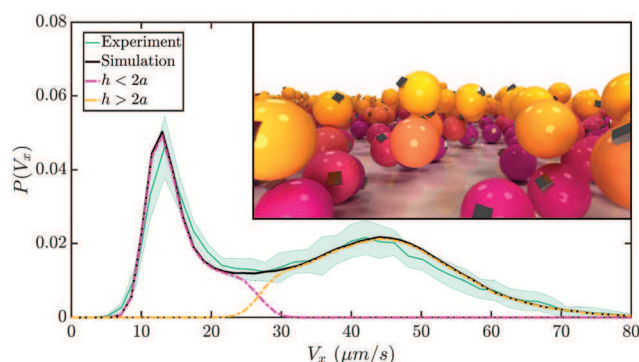 0.08
0.06
0.04
0.02
0
P(Vₓ)
Experiment
Simulation
h < 2a
h > 2a
0 10 20 30 40 50 60 70 80
Vₓ (μm/s)